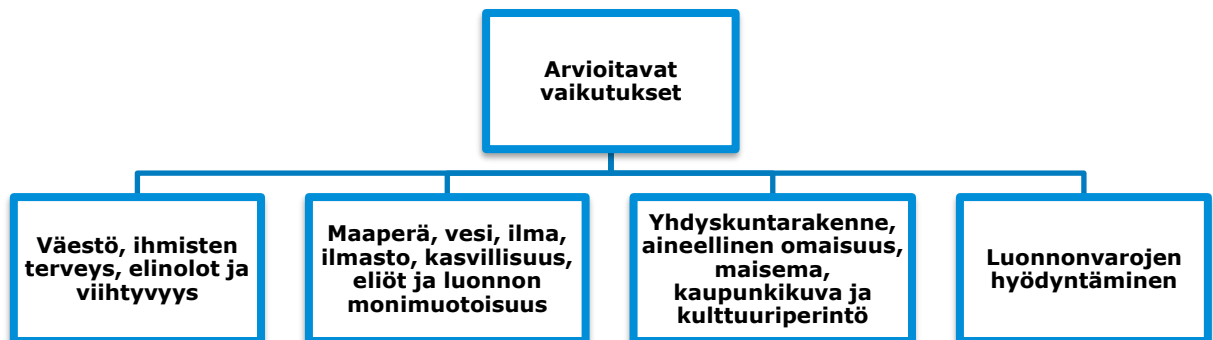 Arvioitavat
vaikutukset
Väestö, ihmisten
terveys, elinolot ja
viihtyvyys
Maaperä, vesi, ilma,
ilmasto, kasvillisuus,
eliöt ja luonnon
monimuotoisuus
Yhdyskuntarakenne,
aineellinen omaisuus,
maisema,
kaupunkikuva ja
kulttuuriperintö
Luonnonvarojen
hyödyntäminen